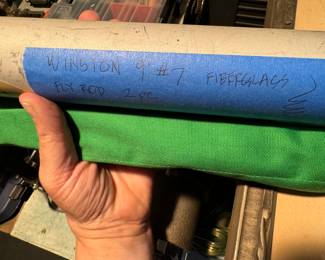 WINSTON 9' #7 FIBERGLASS
FLY ROD 2 PC